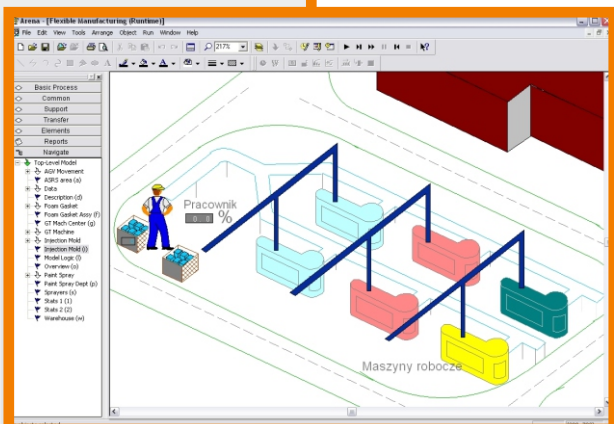 Arena - [Flexible Manufacturing (Runtime)]
File Edit View Tools Arrange Object Run Window Help
217%
Basic Process
Common
Support
Transfer
Elements
Reports
Navigate
Top-Level Model
AGV Movement
ASRS area (a)
Data
Description (d)
Foam Gasket
Foam Gasket Assy (f)
GT Mach Center (g)
GT Machine
Injection Mold
Injection Mold (i)
Model Logic (l)
Overview (o)
Paint Spray
Paint Spray Dept (p)
Sprayers (s)
Stats 1 (1)
Stats 2 (2)
Warehouse (w)
Pracownik
%
Maszyny robocze